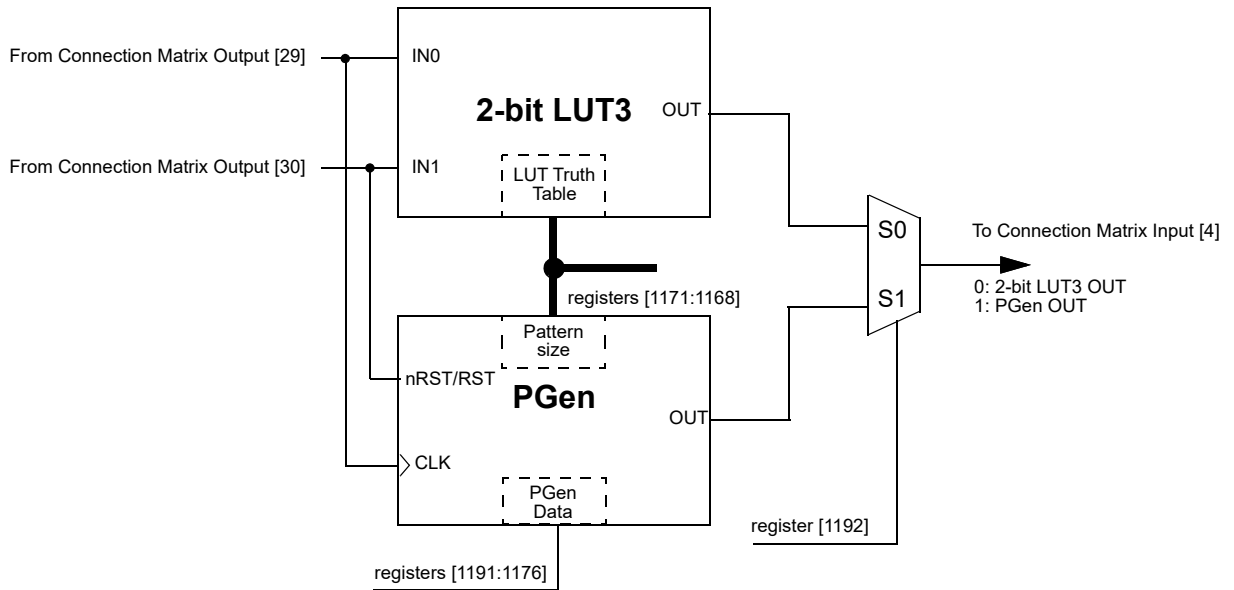 From Connection Matrix Output [29]
IN0
2-bit LUT3
OUT
From Connection Matrix Output [30]
IN1
LUT Truth
Table
S0
To Connection Matrix Input [4]
0: 2-bit LUT3 OUT
1: PGen OUT
S1
registers [1171:1168]
Pattern
size
nRST/RST
PGen
OUT
CLK
PGen
Data
register [1192]
registers [1191:1176]